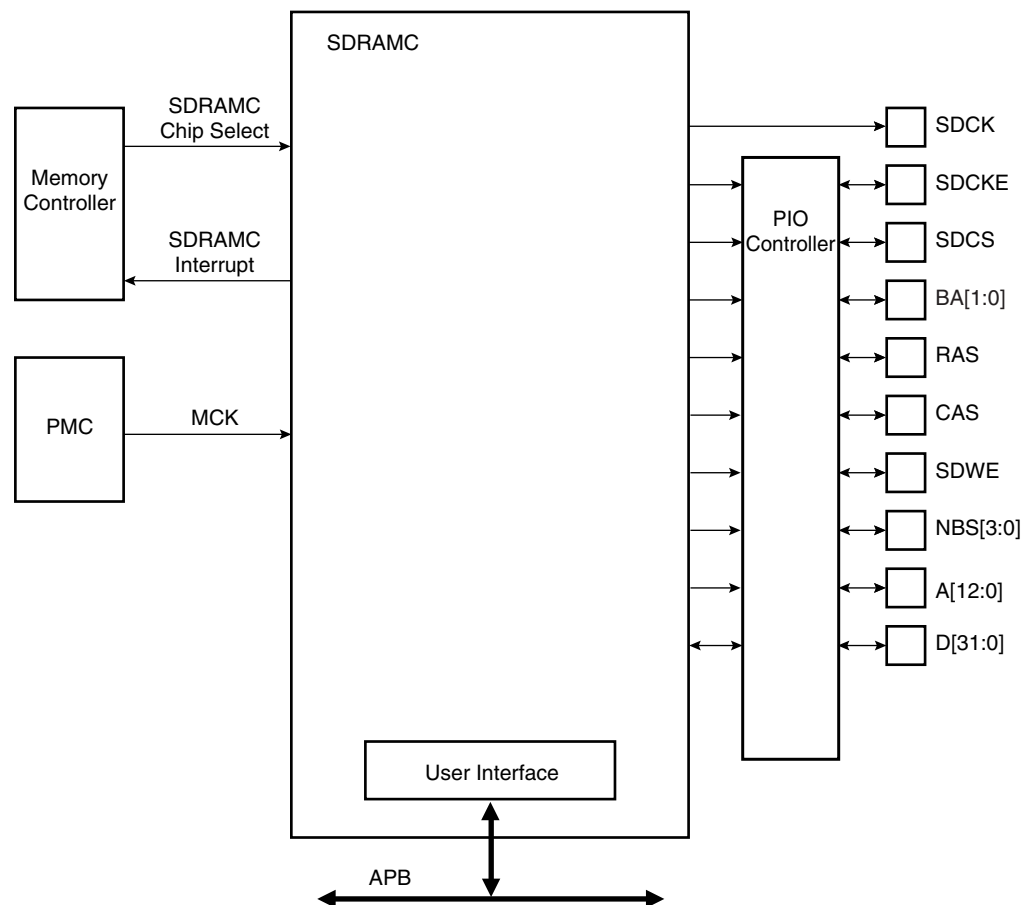 SDRAMC
SDRAMC
Chip Select
Memory
Controller
SDRAMC
Interrupt
PMC
MCK
PIO
Controller
SDCK
SDCKE
SDCS
BA[1:0]
RAS
CAS
SDWE
NBS[3:0]
A[12:0]
D[31:0]
User Interface
APB